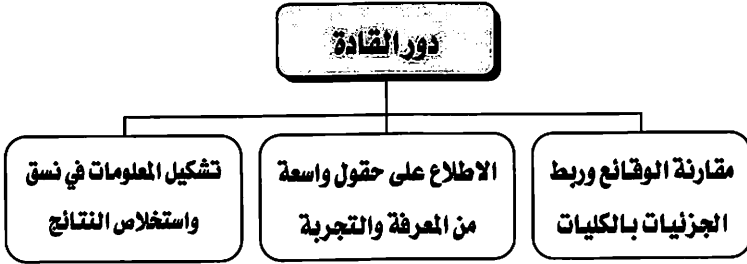 دور القادة
مقارنة الوقائع وربط
الجزئيات بالكليات
الاطلاع على حقول واسعة
من المعرفة والتجربة
تشكيل المعلومات في نسق
واستخلاص النتائج